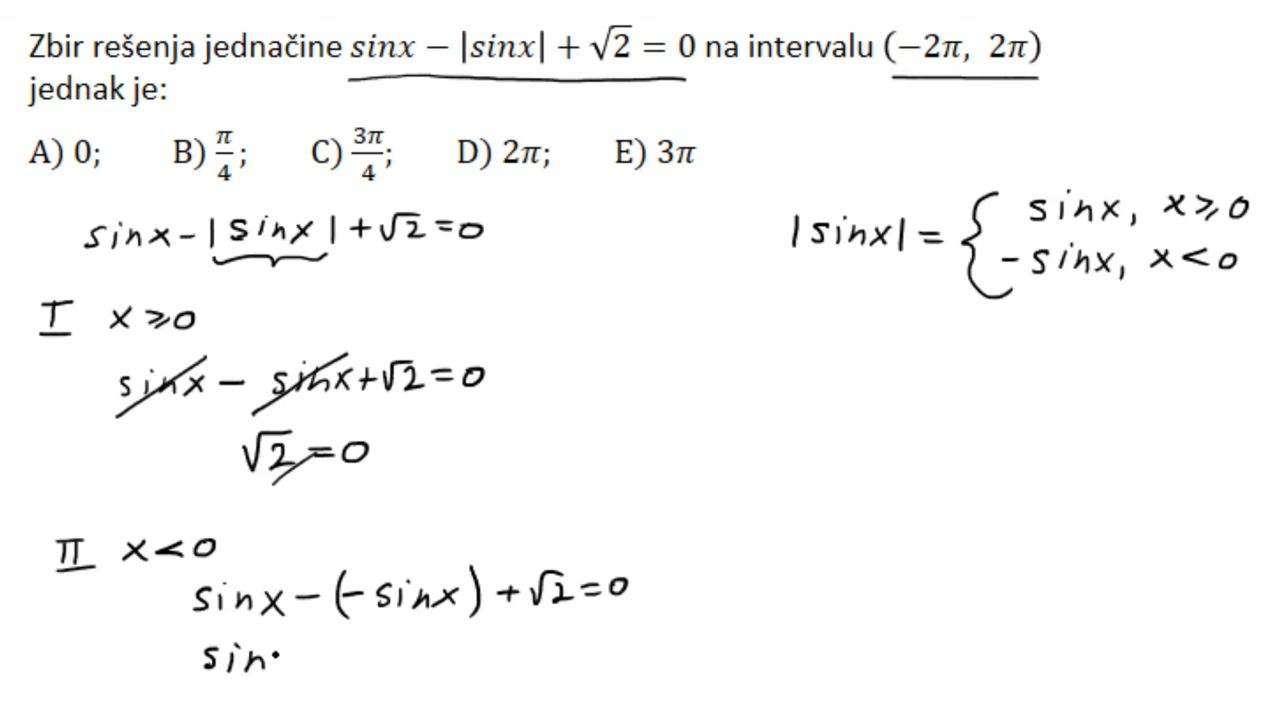 Zbir rešenja jednačine sinx − |sinx| + √2 = 0 na intervalu (−2π, 2π)
jednak je:
A) 0; B) π/4; C) 3π/4; D) 2π; E) 3π
sinx − |sinx| + √2 = 0
|sinx| = { sinx, x ≥ 0
− sinx, x < 0
I x ≥ 0
sinx − sinx + √2 = 0
√2 = 0
II x < 0
sinx − (− sinx) + √2 = 0
sin